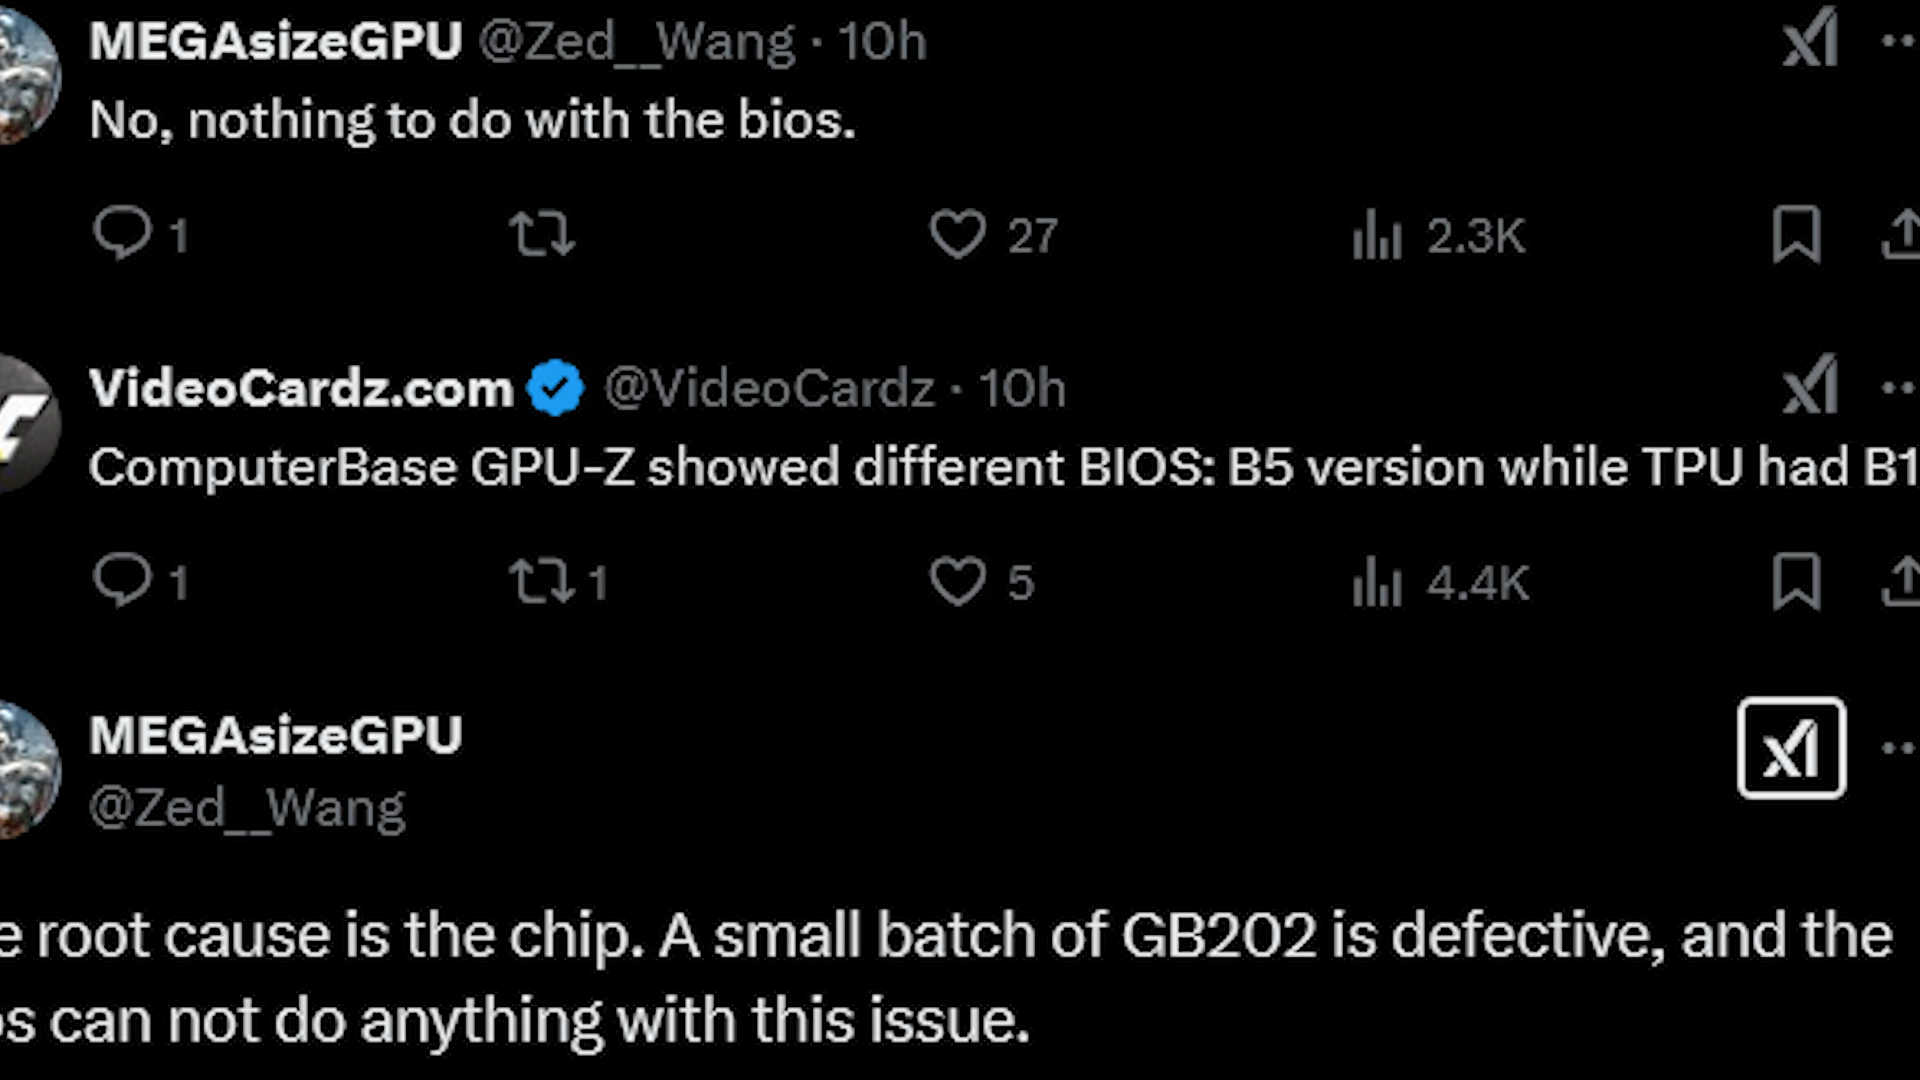 MEGAsizeGPU @Zed__Wang · 10h
No, nothing to do with the bios.
1 27 2.3K
VideoCardz.com @VideoCardz · 10h
ComputerBase GPU-Z showed different BIOS: B5 version while TPU had B1
1 1 5 4.4K
MEGAsizeGPU
@Zed__Wang
root cause is the chip. A small batch of GB202 is defective, and the
can not do anything with this issue.